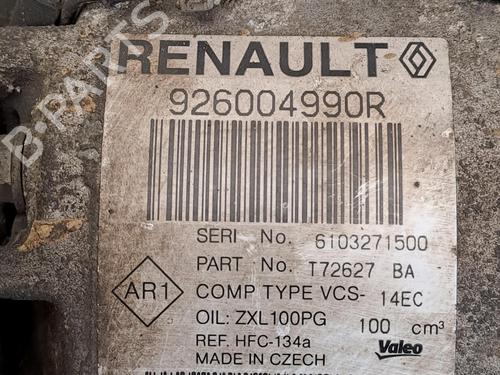 RENAULT
926004990R
SERI No. 6103271500
PART No. T72627 BA
AR1
COMP TYPE VCS- 14EC
OIL: ZXL100PG 100 cm³
REF. HFC-134a
MADE IN CZECH
Valeo
B-PARTS